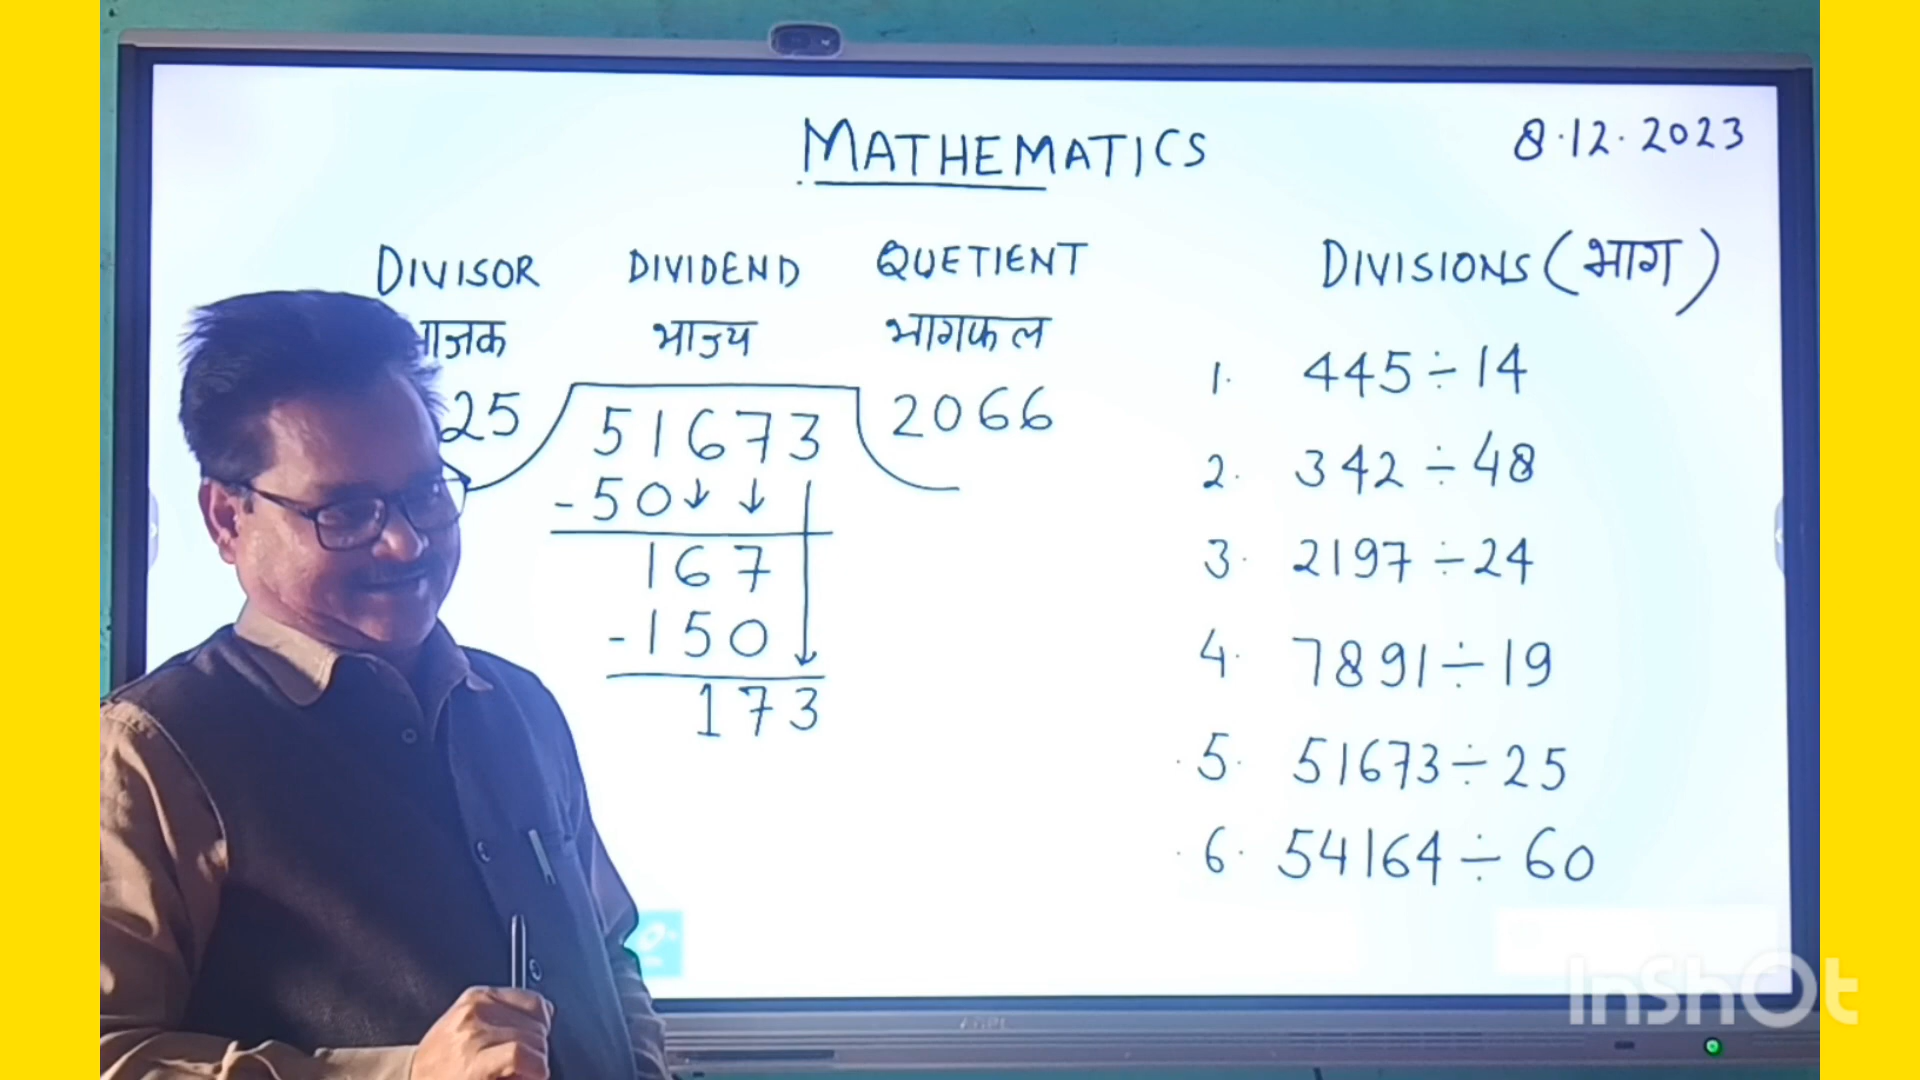 MATHEMATICS
8.12.2023
DIVISOR DIVIDEND QUETIENT
भाज्य भागफल
25 51673 2066
-50↓ ↓
167
-150
173
DIVISIONS (भाग)
1. 445÷14
2. 342÷48
3. 2197÷24
4. 7891÷19
5. 51673÷25
6. 54164÷60
InShOt